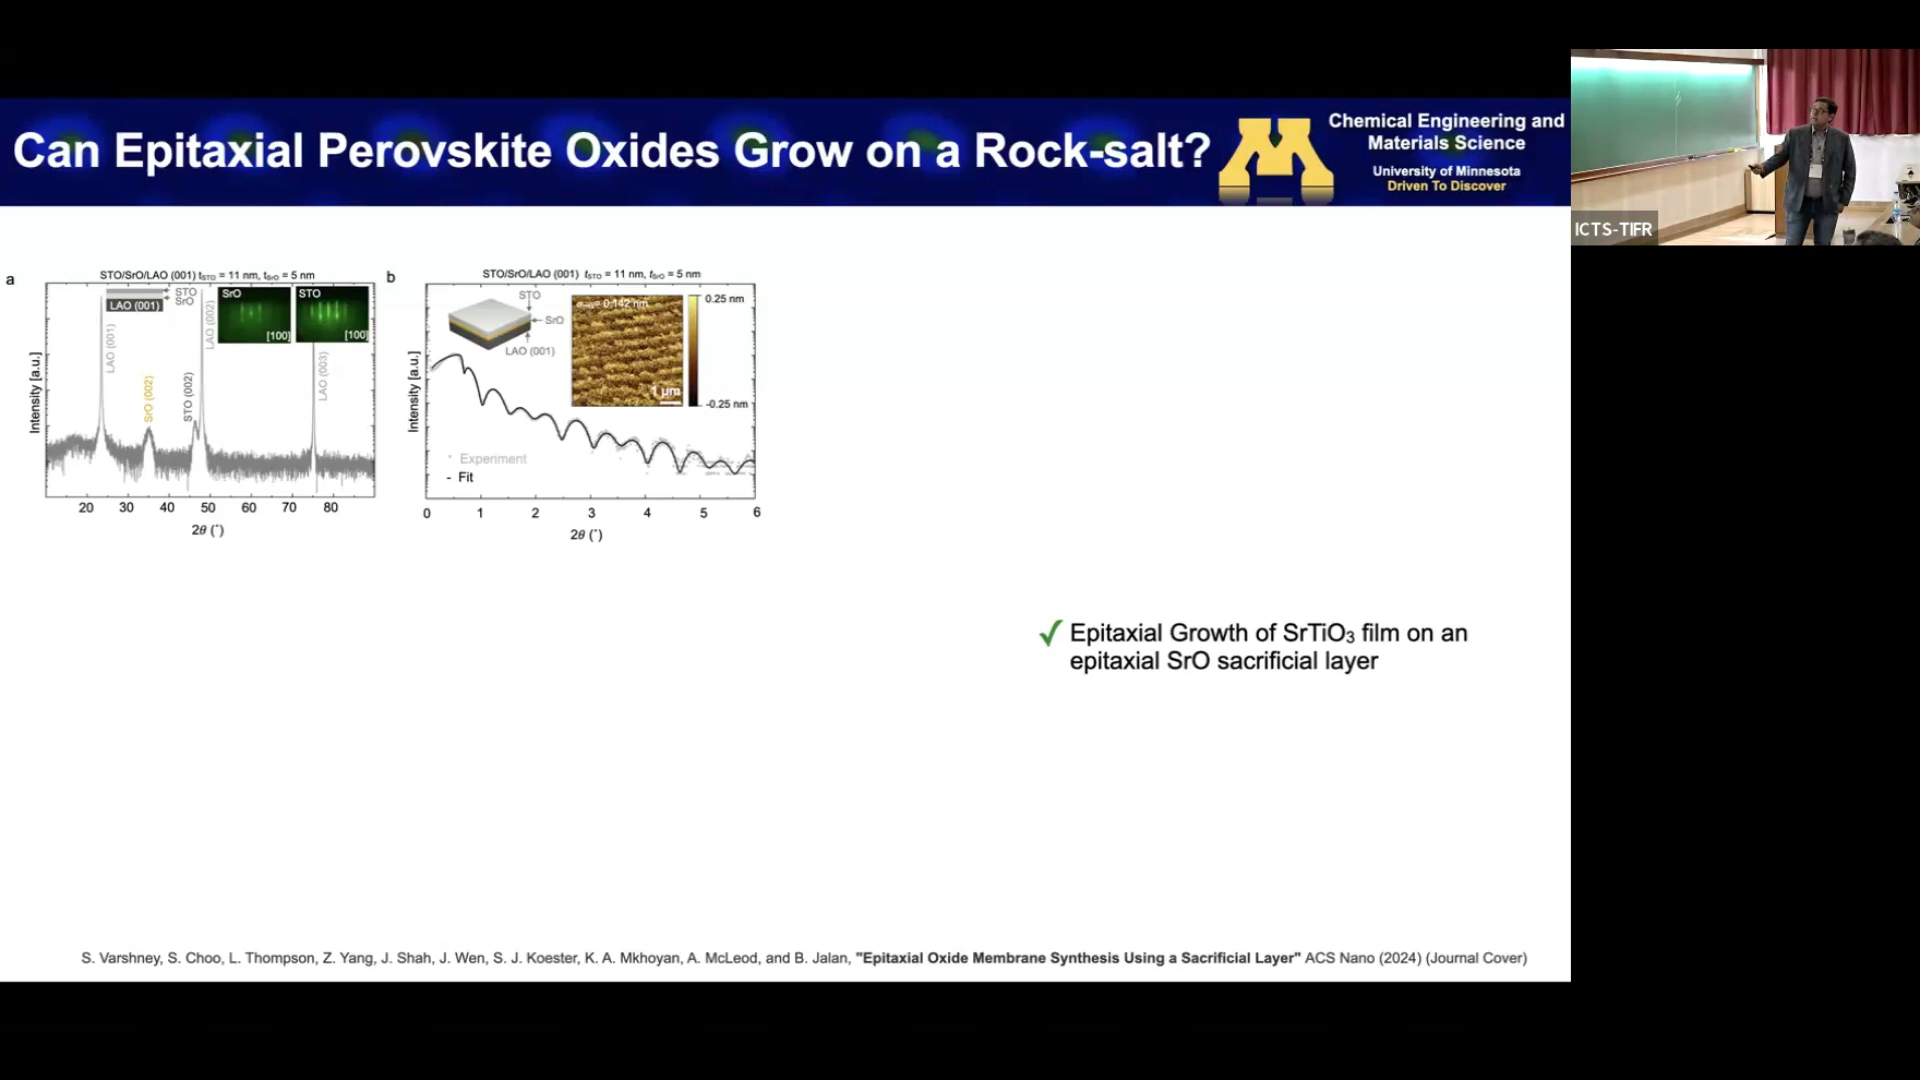 Can Epitaxial Perovskite Oxides Grow on a Rock-salt?
Chemical Engineering and
Materials Science
University of Minnesota
Driven To Discover
ICTS-TIFR
a
STO/SrO/LAO (001) tSTO = 11 nm, tSrO = 5 nm
STO
SrO
LAO (001)
LAO (001)
SrO (002)
STO (002)
LAO (002)
LAO (003)
SrO
[100]
STO
[100]
Intensity [a.u.]
20 30 40 50 60 70 80
2θ (°)
b
STO/SrO/LAO (001) tSTO = 11 nm, tSrO = 5 nm
STO
SrO
LAO (001)
= 0.142 nm
1 μm
0.25 nm
-0.25 nm
Intensity [a.u.]
Experiment
- Fit
0 1 2 3 4 5 6
2θ (°)
✓ Epitaxial Growth of SrTiO₃ film on an
epitaxial SrO sacrificial layer
S. Varshney, S. Choo, L. Thompson, Z. Yang, J. Shah, J. Wen, S. J. Koester, K. A. Mkhoyan, A. McLeod, and B. Jalan, "Epitaxial Oxide Membrane Synthesis Using a Sacrificial Layer" ACS Nano (2024) (Journal Cover)